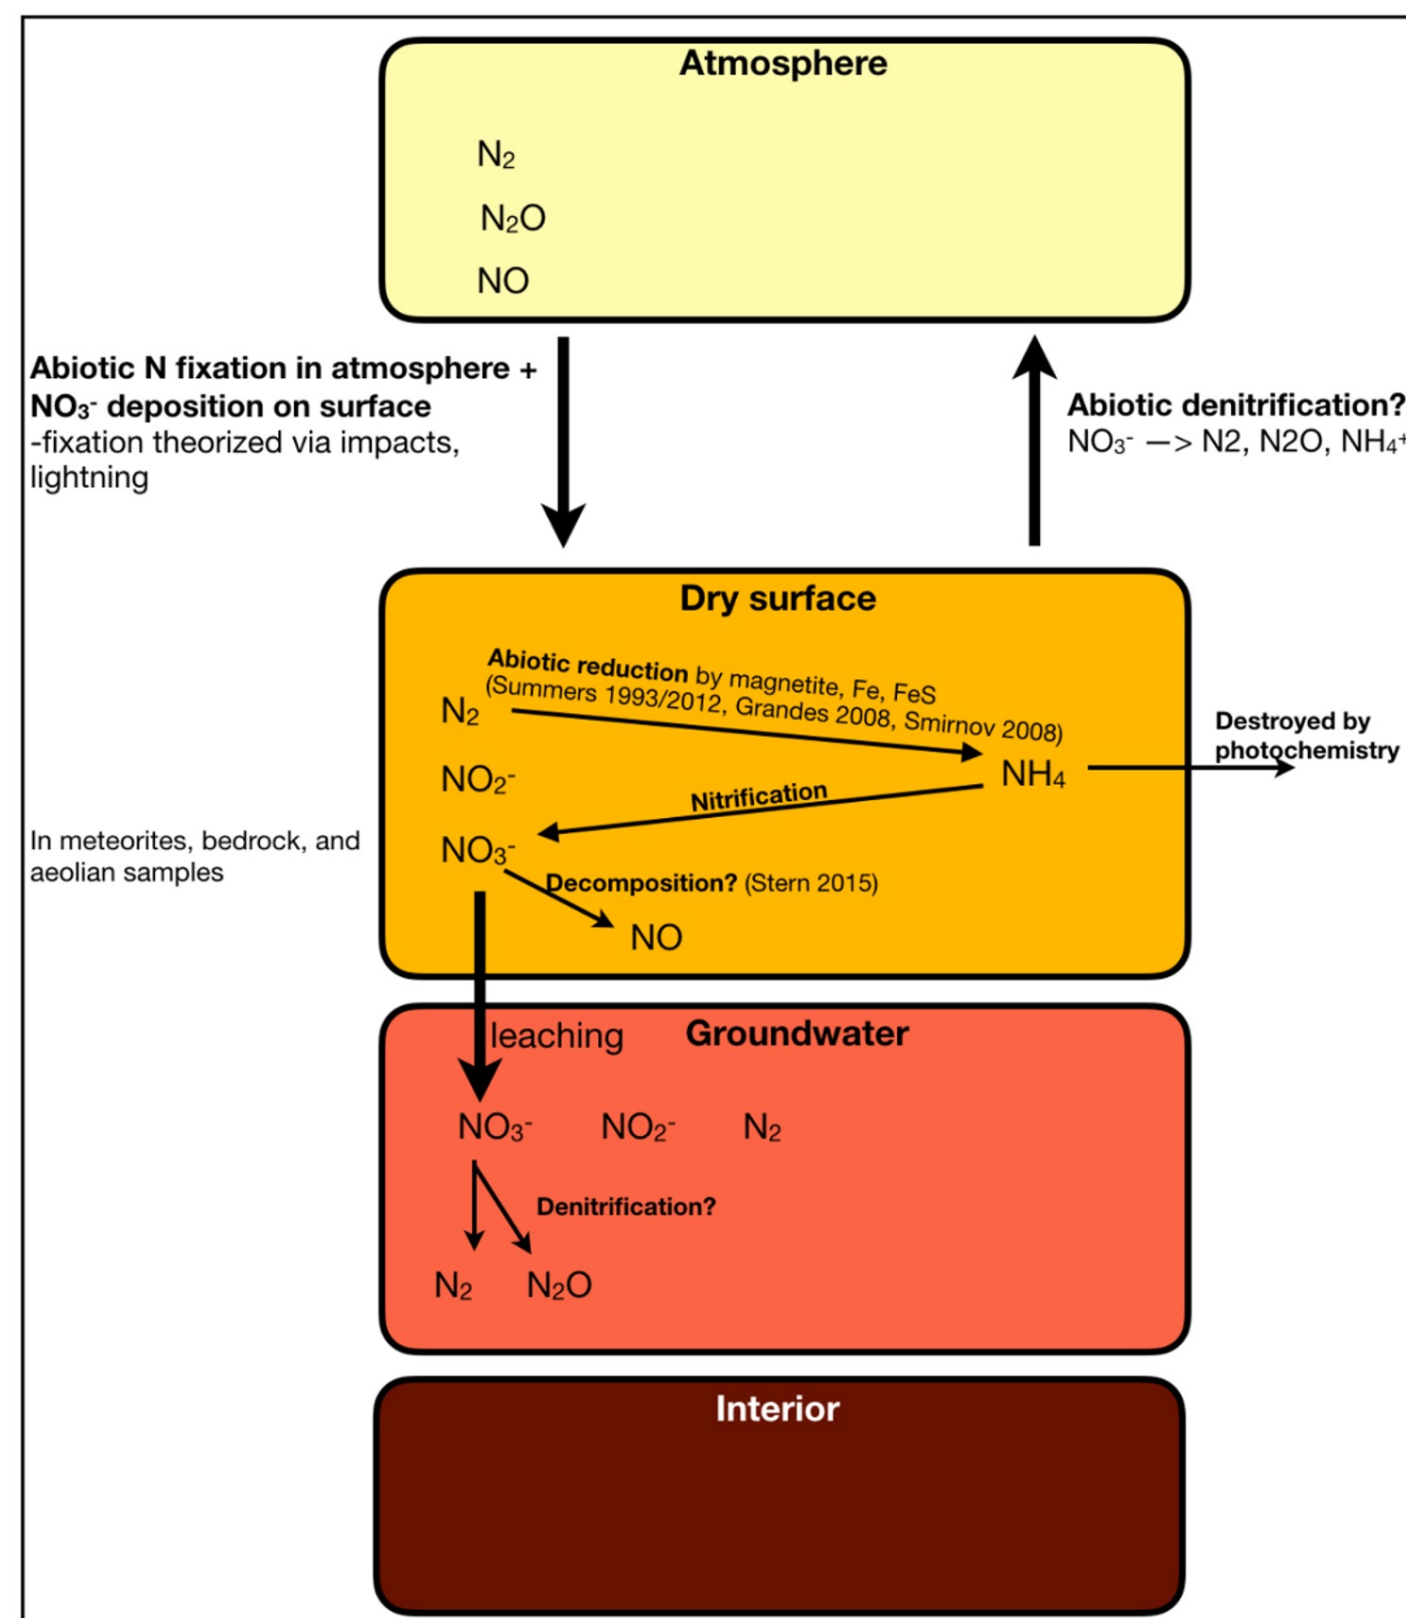 Atmosphere
N₂
N₂O
NO
Abiotic N fixation in atmosphere +
NO₃⁻ deposition on surface
-fixation theorized via impacts,
lightning
Abiotic denitrification?
NO₃⁻ —> N2, N2O, NH₄⁺
Dry surface
Abiotic reduction by magnetite, Fe, FeS
(Summers 1993/2012, Grandes 2008, Smirnov 2008)
N₂
NH₄
Destroyed by
photochemistry
NO₂⁻
Nitrification
NO₃⁻
In meteorites, bedrock, and
aeolian samples
Decomposition? (Stern 2015)
NO
leaching
Groundwater
NO₃⁻ NO₂⁻ N₂
Denitrification?
N₂ N₂O
Interior